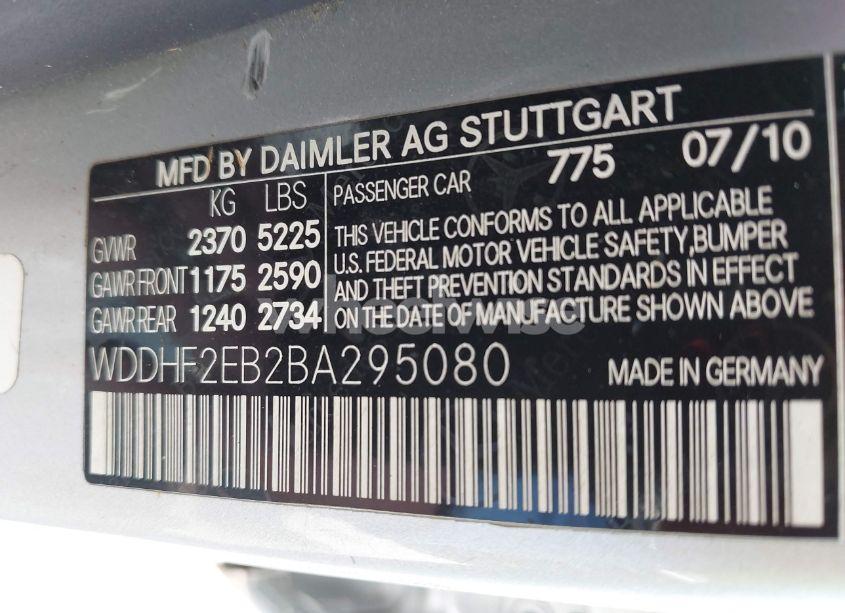 MFD BY DAIMLER AG STUTTGART
KG LBS
GVWR 2370 5225
GAWR FRONT 1175 2590
GAWR REAR 1240 2734
PASSENGER CAR 775 07/10
THIS VEHICLE CONFORMS TO ALL APPLICABLE
U.S. FEDERAL MOTOR VEHICLE SAFETY,BUMPER
AND THEFT PREVENTION STANDARDS IN EFFECT
ON THE DATE OF MANUFACTURE SHOWN ABOVE
WDDHF2EB2BA295080 MADE IN GERMANY